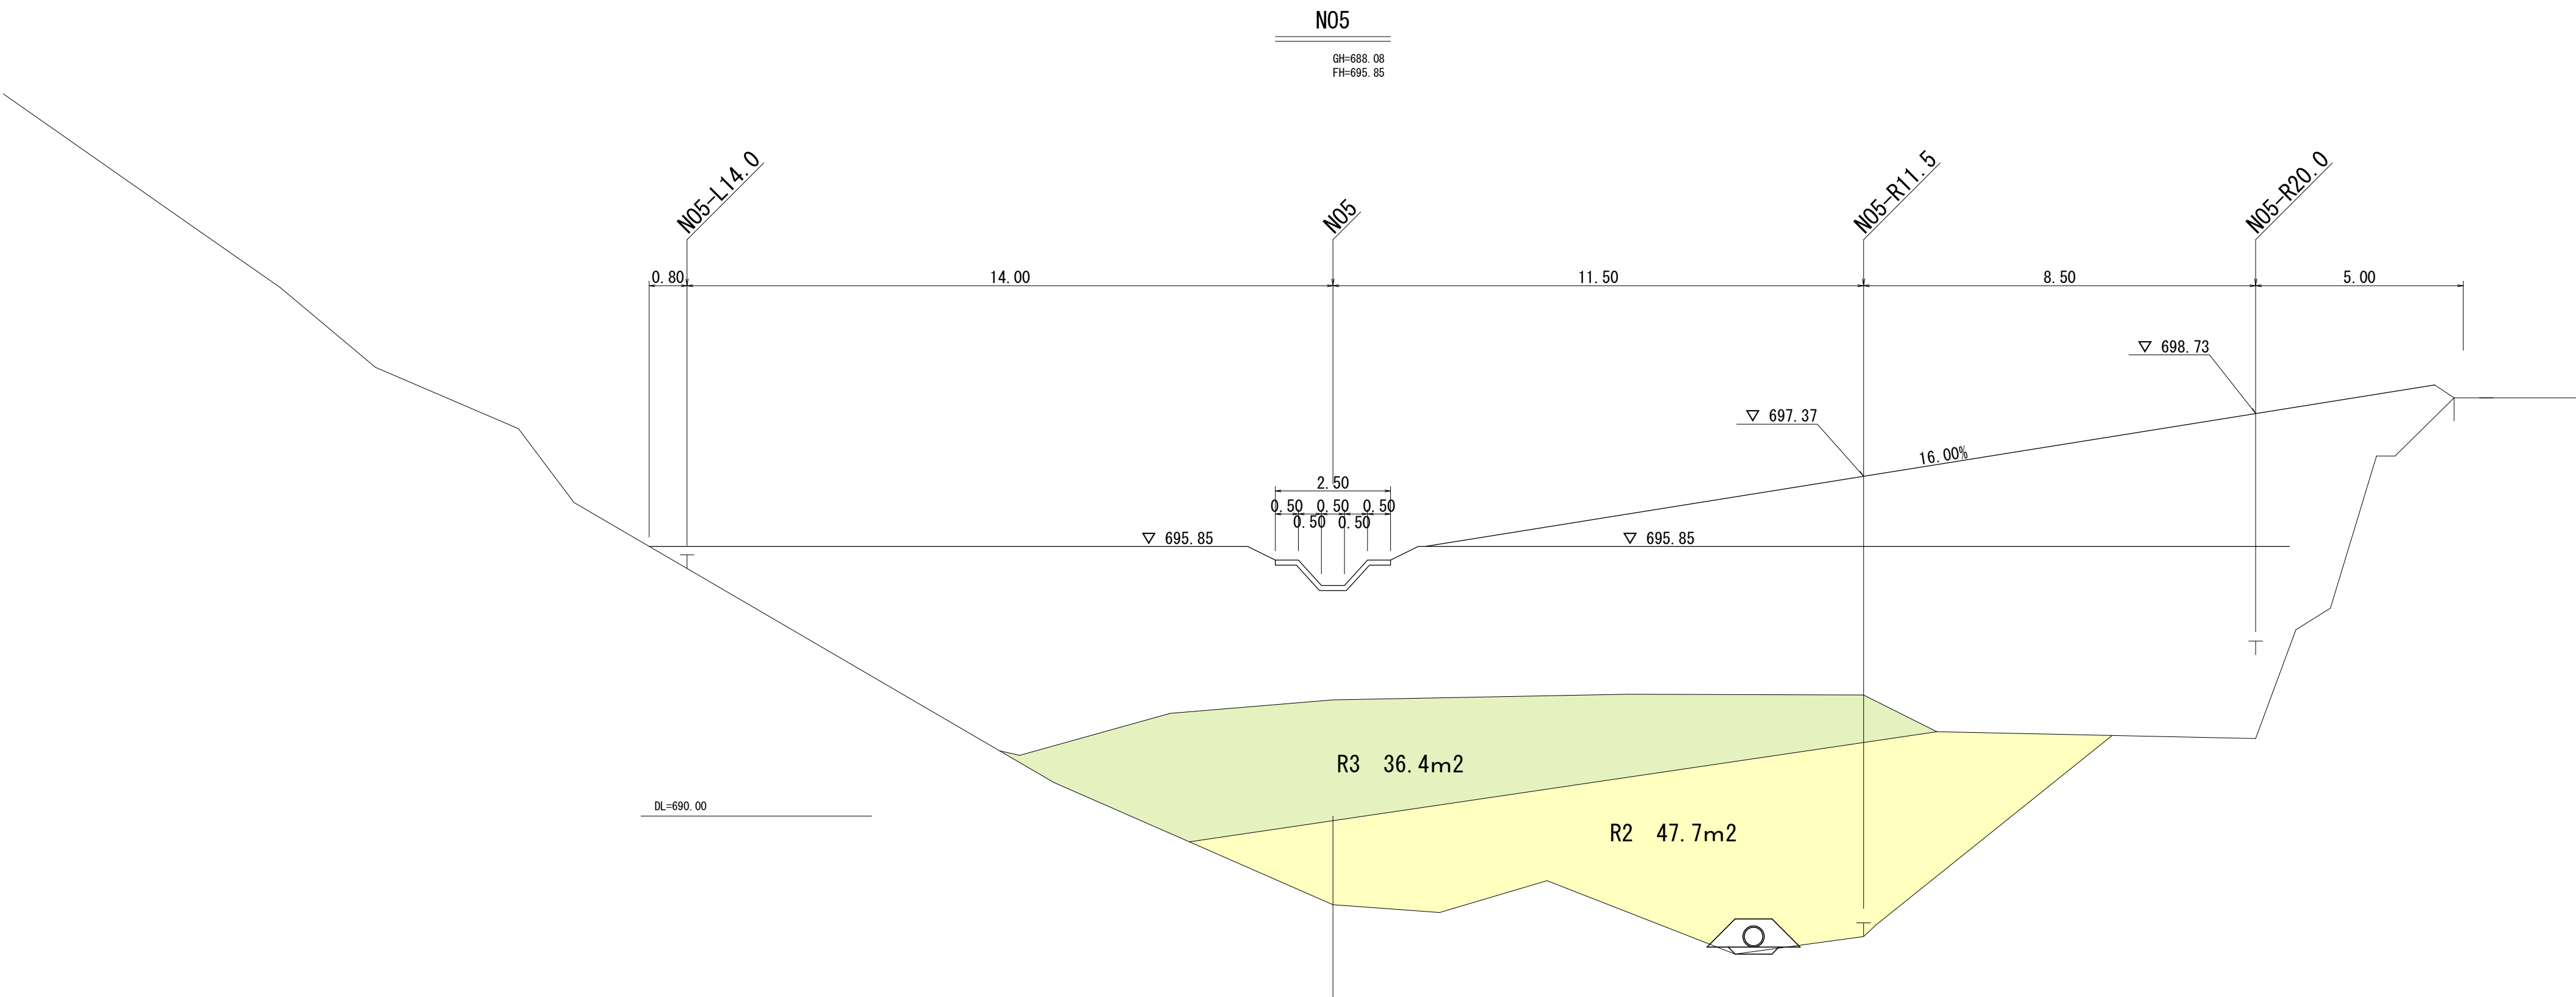 NO5
GH=688.08
FH=695.85
NO5-L14.0
NO5
NO5-R11.5
NO5-R20.0
0.80
14.00
11.50
8.50
5.00
▽ 698.73
▽ 697.37
16.00%
2.50
0.50
0.50
0.50
0.50
0.50
▽ 695.85
▽ 695.85
R3 36.4m2
DL=690.00
R2 47.7m2